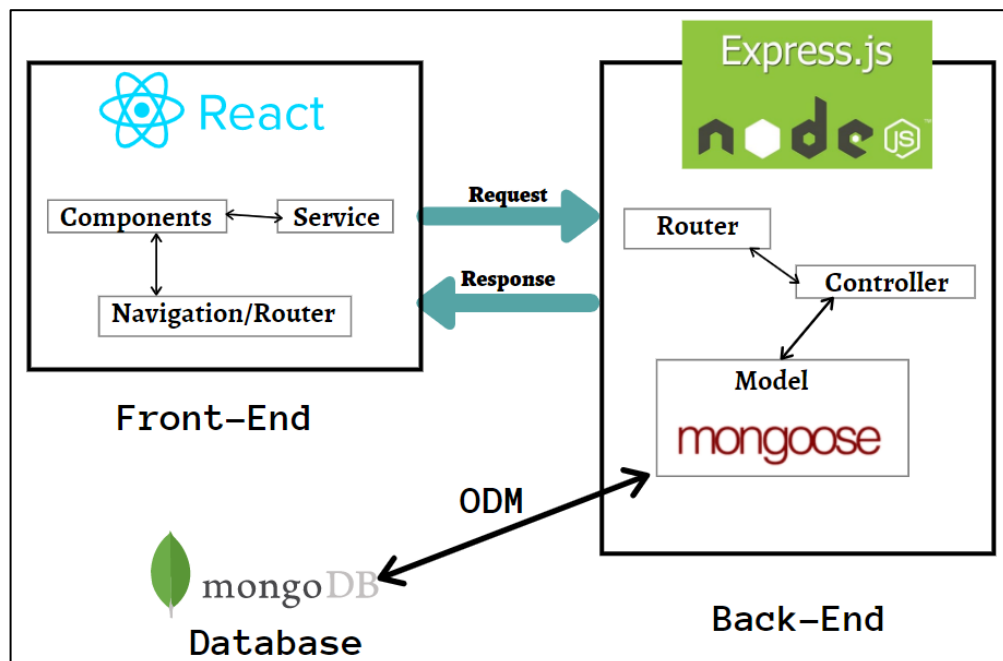 Express.js
node
JS
™
React
Components
Service
Navigation/Router
Request
Response
Router
Controller
Model
mongoose
Front-End
ODM
mongoDB
Database
Back-End